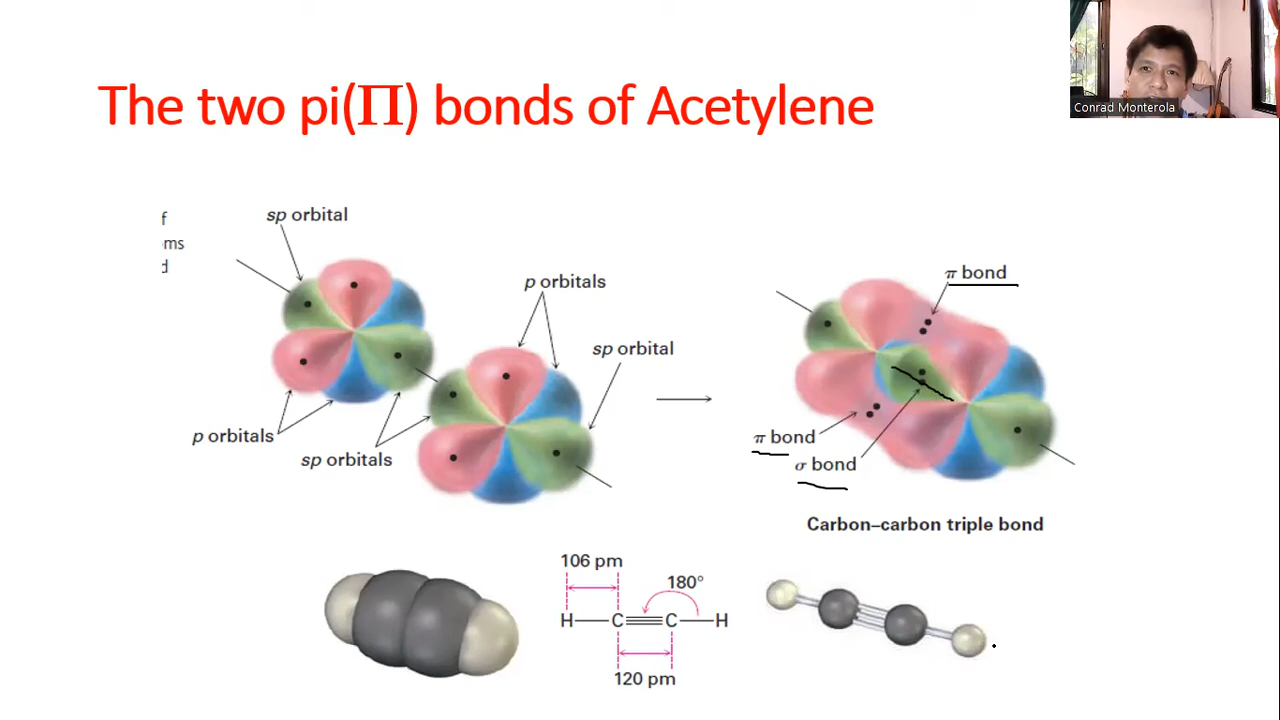 Conrad Monterola
The two pi(Π) bonds of Acetylene
f
oms
d
sp orbital
p orbitals
sp orbital
p orbitals
sp orbitals
π bond
π bond
σ bond
Carbon–carbon triple bond
106 pm
180°
H—C≡C—H
120 pm